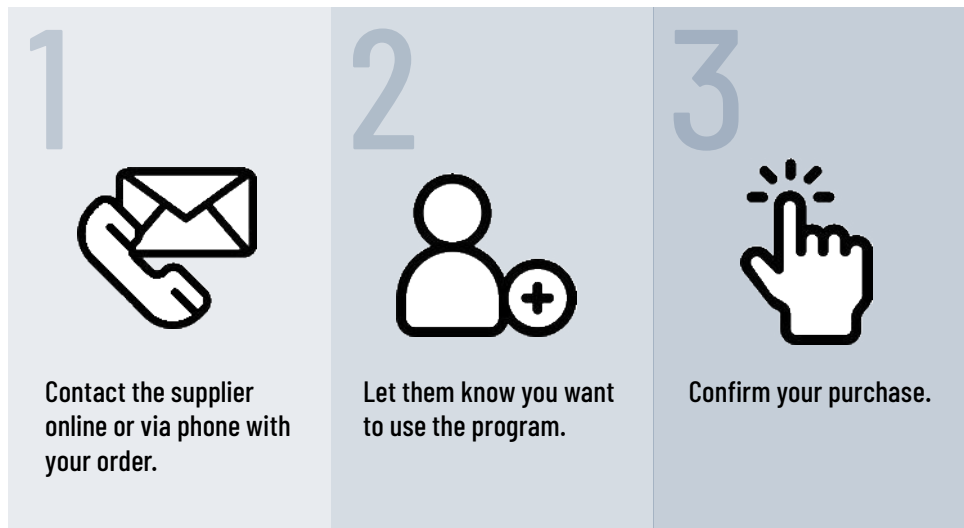 1
Contact the supplier
online or via phone with
your order.
2
Let them know you want
to use the program.
3
Confirm your purchase.